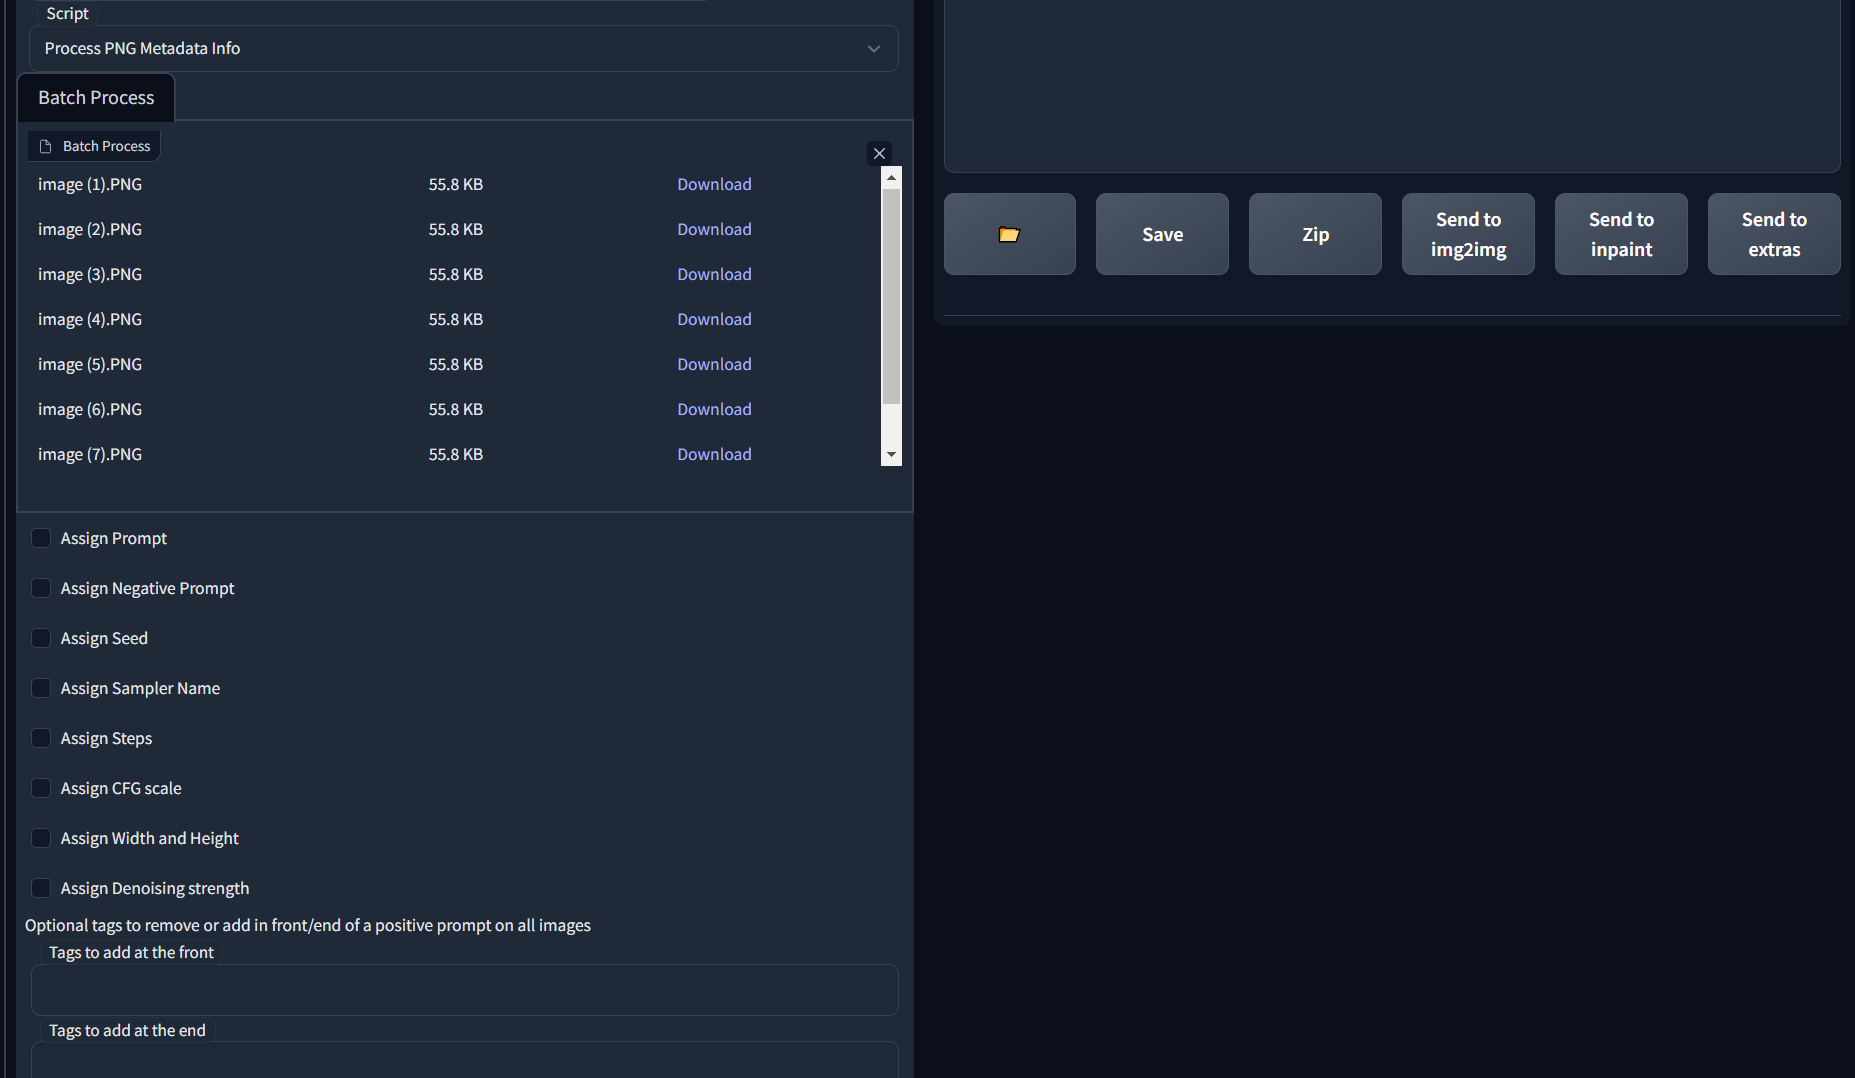 Script
Process PNG Metadata Info
Batch Process
Batch Process
image (1).PNG 55.8 KB Download
image (2).PNG 55.8 KB Download
image (3).PNG 55.8 KB Download
image (4).PNG 55.8 KB Download
image (5).PNG 55.8 KB Download
image (6).PNG 55.8 KB Download
image (7).PNG 55.8 KB Download
Assign Prompt
Assign Negative Prompt
Assign Seed
Assign Sampler Name
Assign Steps
Assign CFG scale
Assign Width and Height
Assign Denoising strength
Optional tags to remove or add in front/end of a positive prompt on all images
Tags to add at the front
Tags to add at the end
Save
Zip
Send to
img2img
Send to
inpaint
Send to
extras